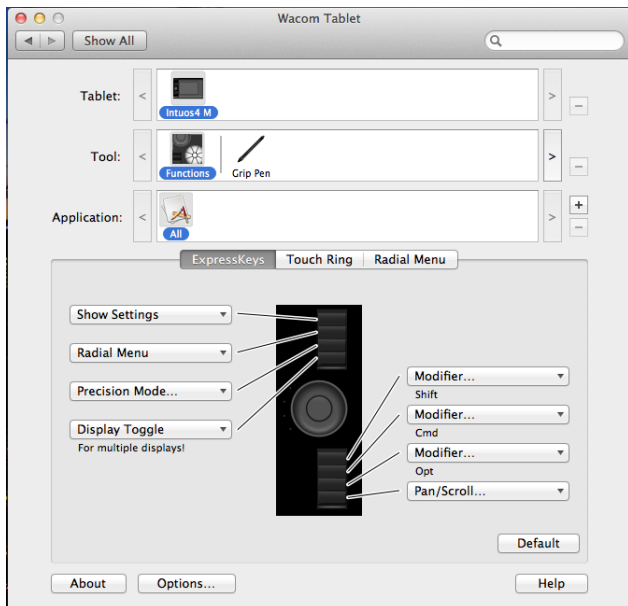 Wacom Tablet
Show All
Tablet:
Intuos4 M
Tool:
Functions
Grip Pen
Application:
All
ExpressKeys Touch Ring Radial Menu
Show Settings
Radial Menu
Precision Mode...
Display Toggle
For multiple displays!
Modifier...
Shift
Modifier...
Cmd
Modifier...
Opt
Pan/Scroll...
Default
About Options... Help